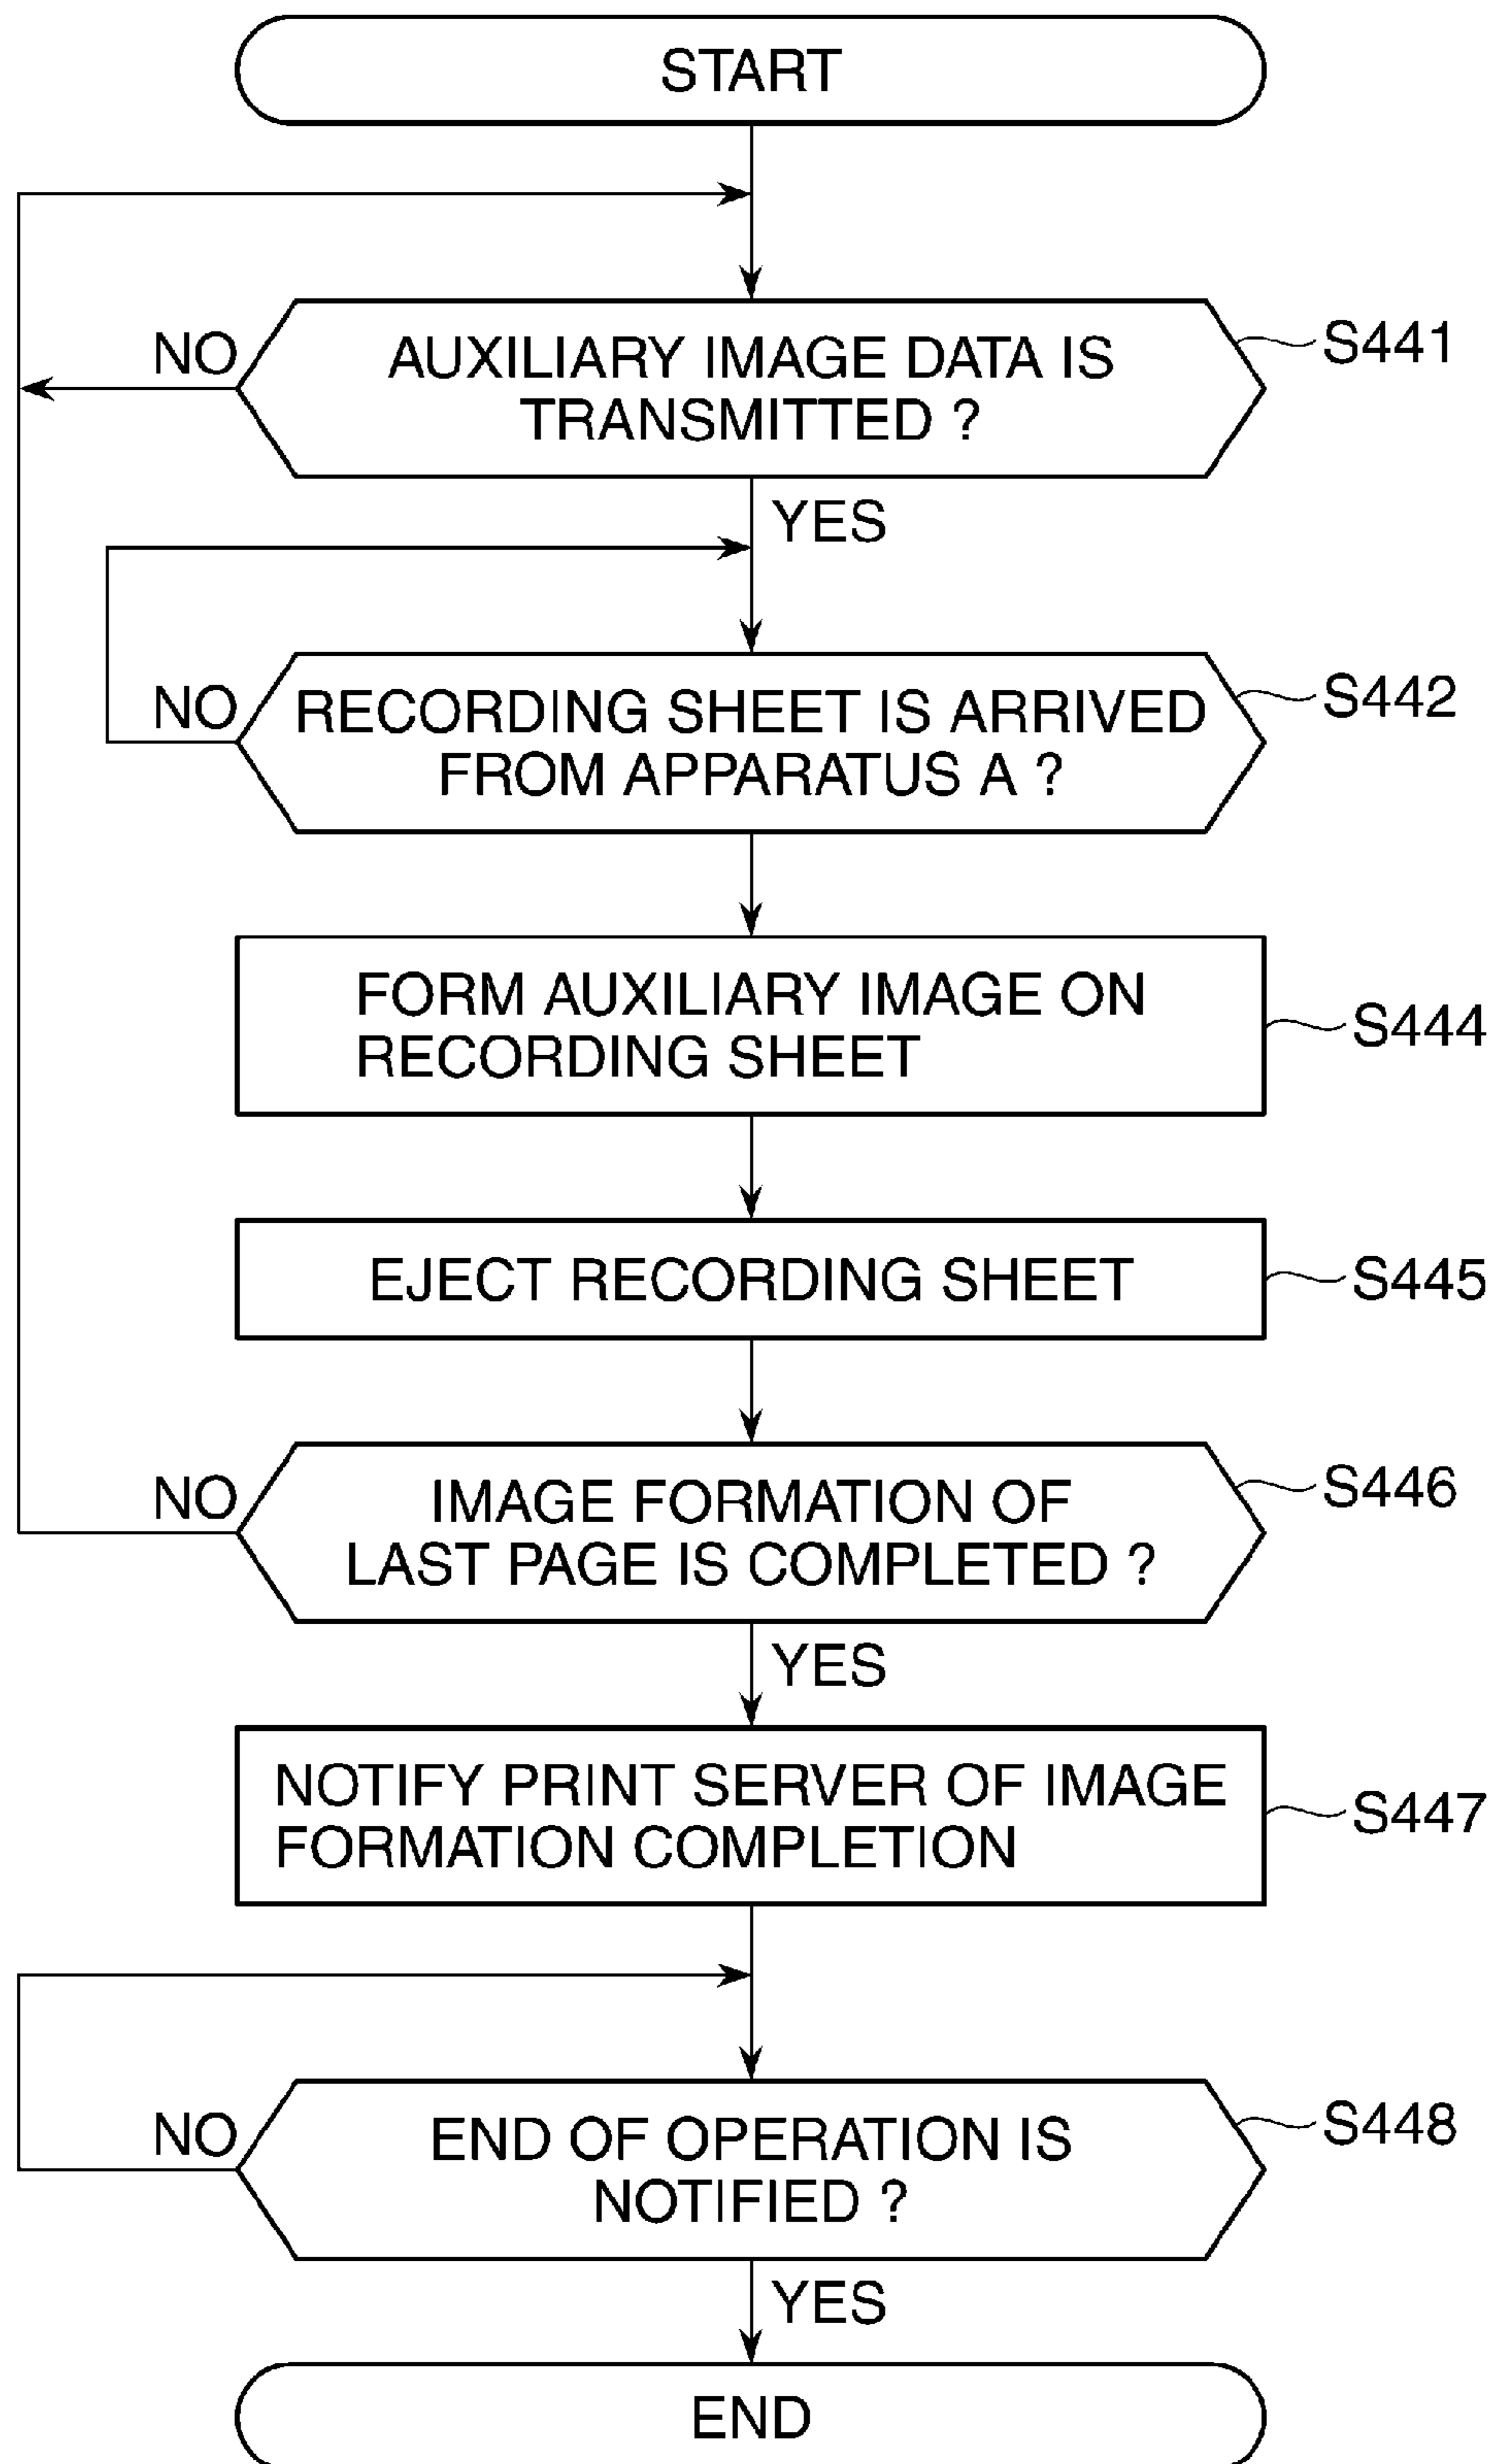 START
NO
AUXILIARY IMAGE DATA IS
TRANSMITTED ?
S441
YES
NO
RECORDING SHEET IS ARRIVED
FROM APPARATUS A ?
S442
FORM AUXILIARY IMAGE ON
RECORDING SHEET
S444
EJECT RECORDING SHEET
S445
NO
IMAGE FORMATION OF
LAST PAGE IS COMPLETED ?
S446
YES
NOTIFY PRINT SERVER OF IMAGE
FORMATION COMPLETION
S447
NO
END OF OPERATION IS
NOTIFIED ?
S448
YES
END